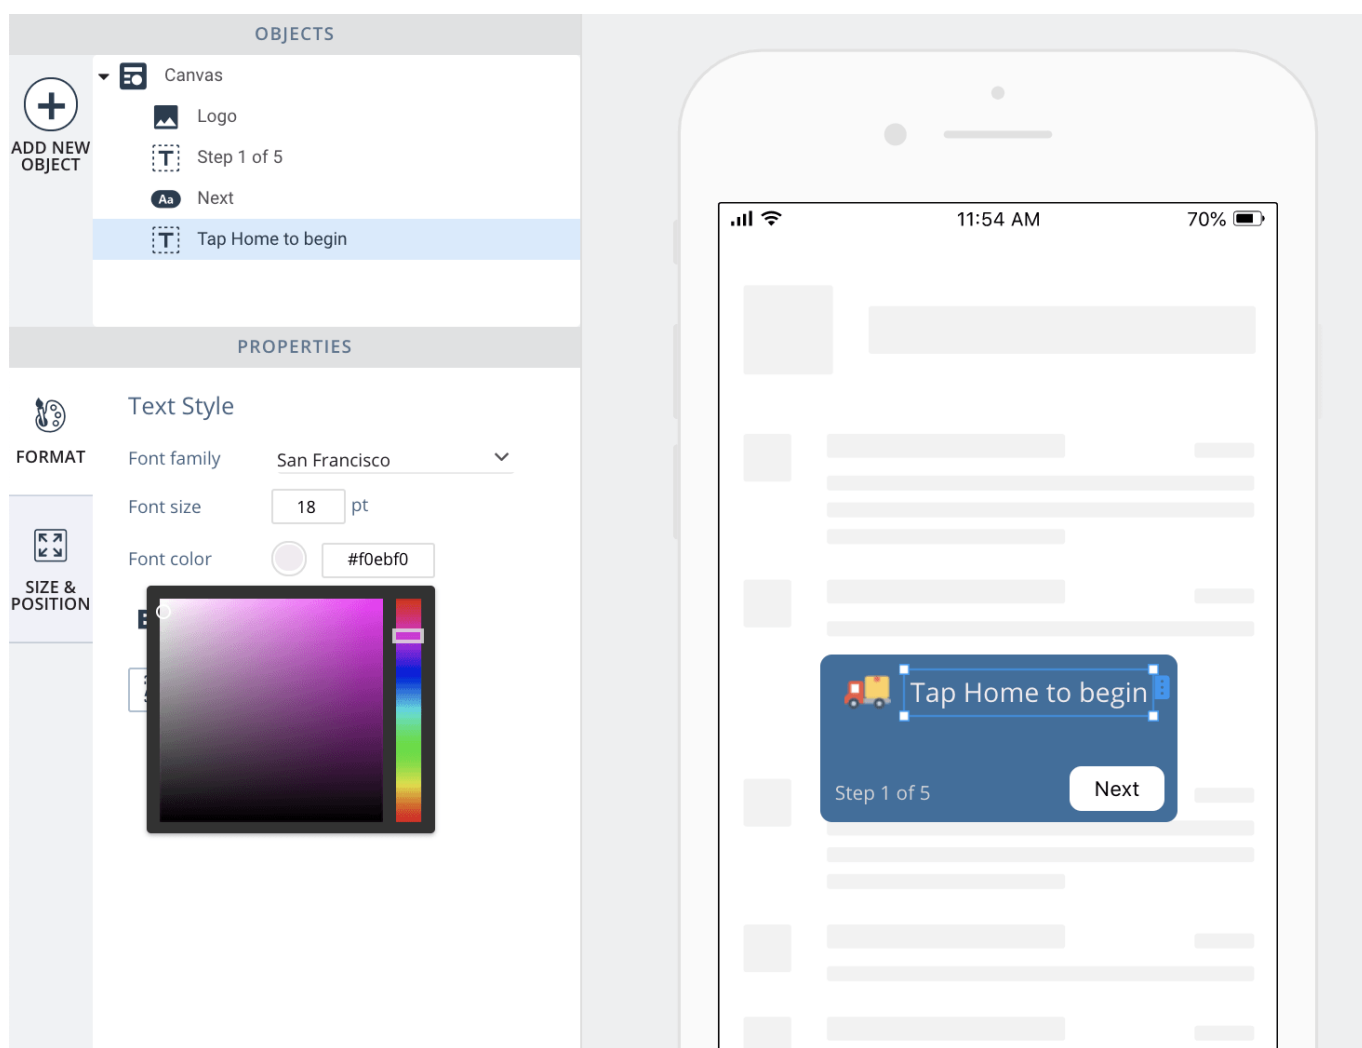 OBJECTS
ADD NEW
OBJECT
Canvas
Logo
T Step 1 of 5
Aa Next
T Tap Home to begin
PROPERTIES
FORMAT
SIZE &
POSITION
Text Style
Font family San Francisco
Font size 18 pt
Font color #f0ebf0
11:54 AM 70%
Tap Home to begin
Step 1 of 5 Next